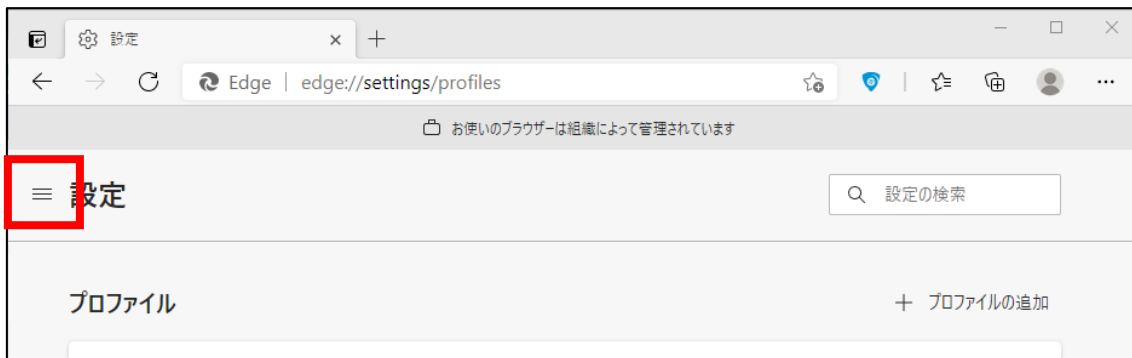 設定
Edge | edge://settings/profiles
お使いのブラウザーは組織によって管理されています
設定
設定の検索
プロファイル
プロファイルの追加